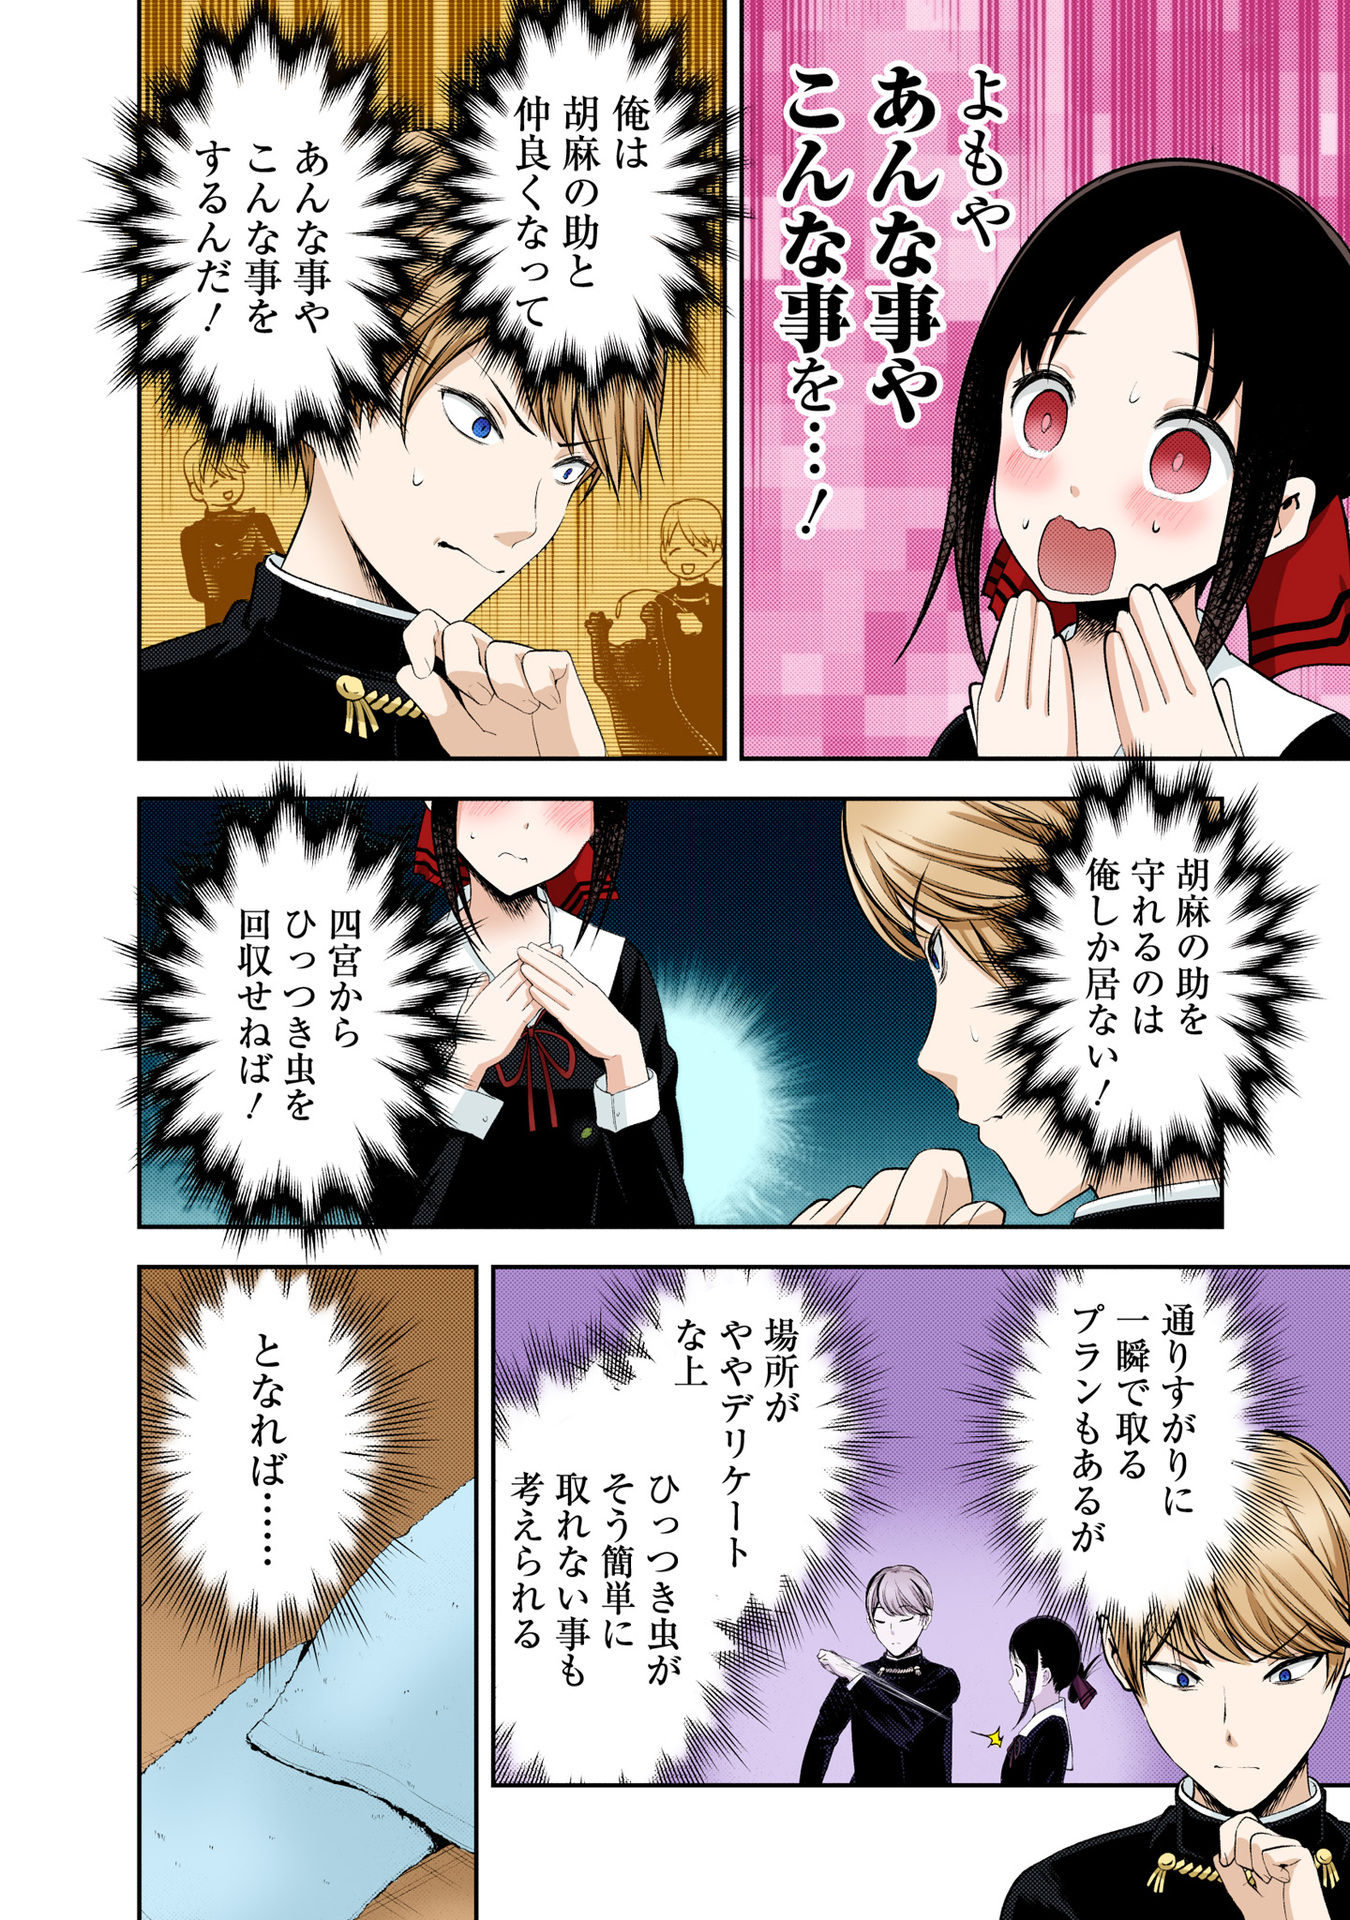 よもや
あんな事や
こんな事を…!
俺は
胡麻の助と
仲良くなって
あんな事や
こんな事を
するんだ!
胡麻の助を
守れるのは
俺しか居ない!
四宮から
ひっつき虫を
回収せねば!
通りすがりに
一瞬で取る
プランもあるが
場所が
ややデリケート
な上
ひっつき虫が
そう簡単に
取れない事も
考えられる
となれば……